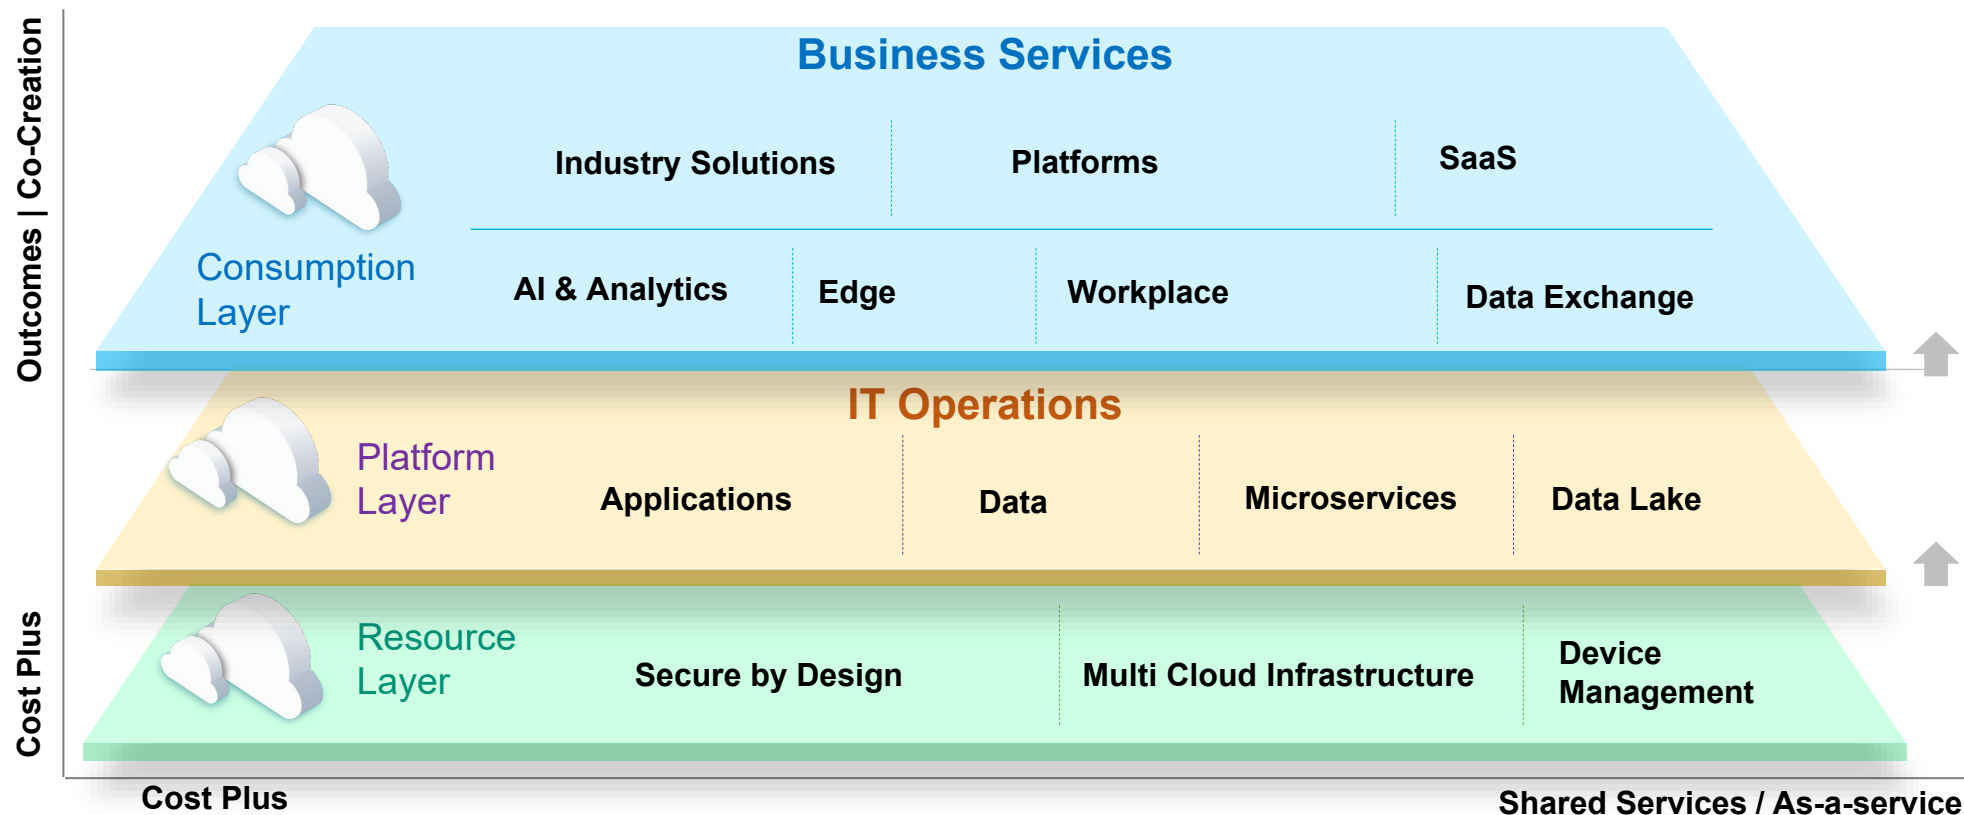 Outcomes | Co-Creation
Business Services
Industry Solutions
Platforms
SaaS
Consumption
Layer
AI & Analytics
Edge
Workplace
Data Exchange
IT Operations
Platform
Layer
Applications
Data
Microservices
Data Lake
Cost Plus
Resource
Layer
Secure by Design
Multi Cloud Infrastructure
Device
Management
Cost Plus
Shared Services / As-a-service